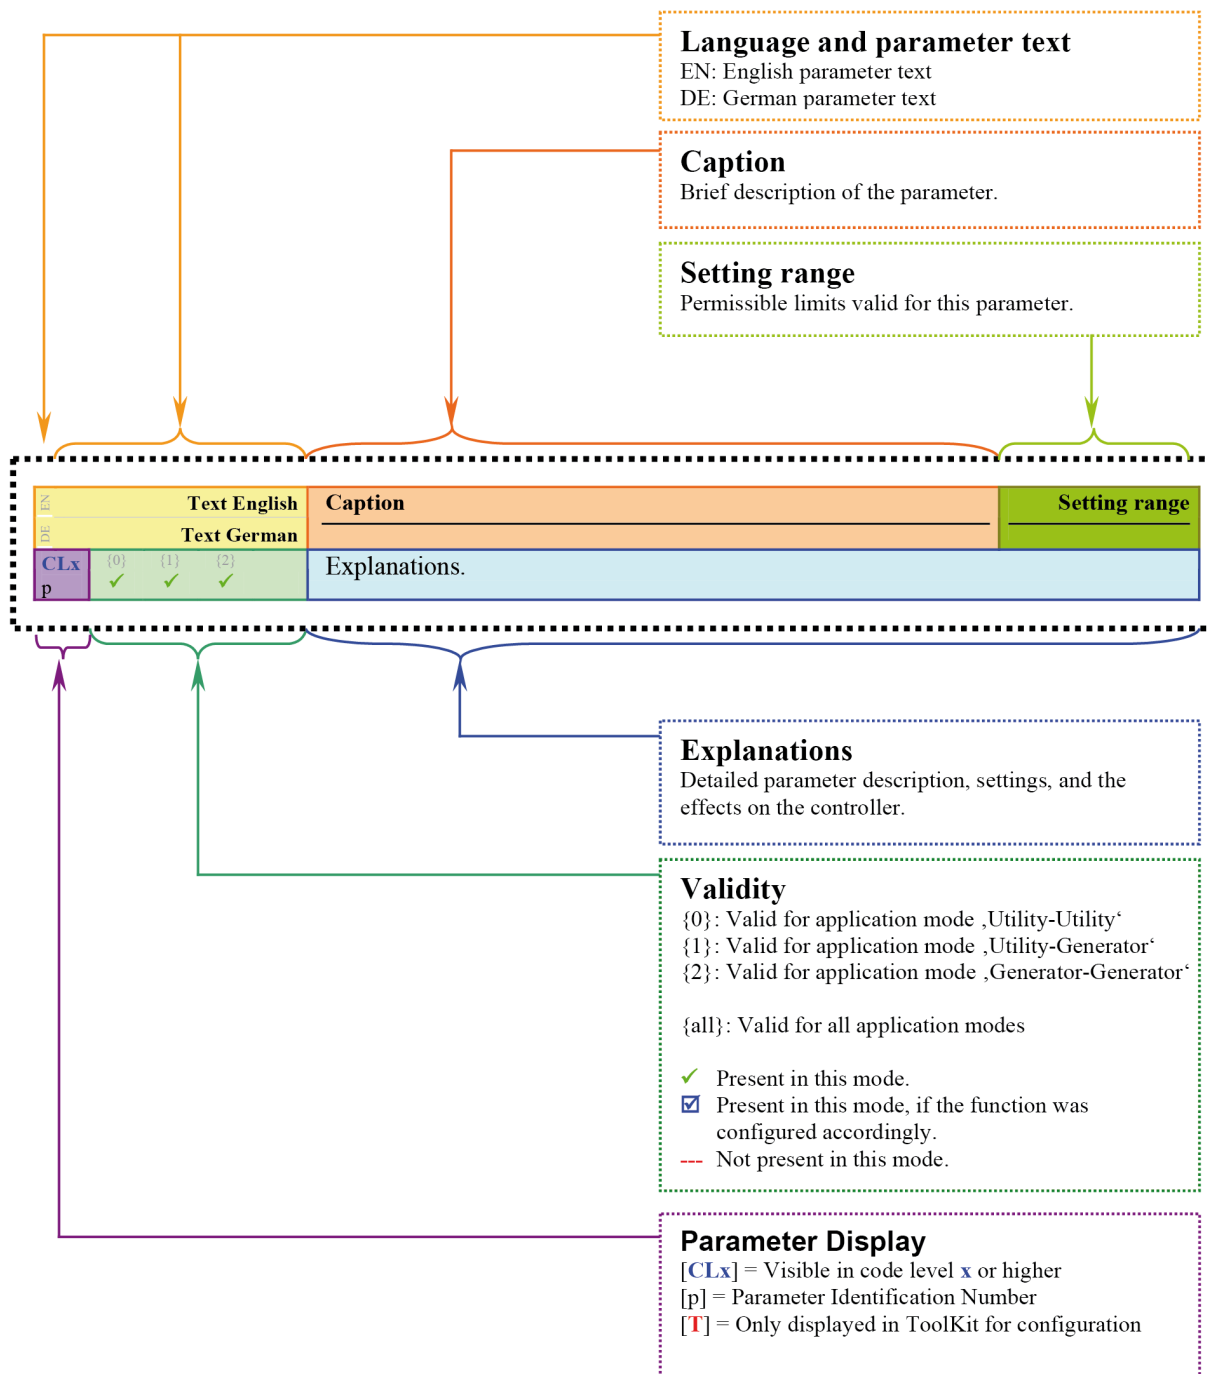 Language and parameter text
EN: English parameter text
DE: German parameter text
Caption
Brief description of the parameter.
Setting range
Permissible limits valid for this parameter.
EN
Text English
Caption
Setting range
DE
Text German
CLx
{0} {1} {2}
Explanations.
p
✓ ✓ ✓
Explanations
Detailed parameter description, settings, and the
effects on the controller.
Validity
{0}: Valid for application mode ‚Utility-Utility‘
{1}: Valid for application mode ‚Utility-Generator‘
{2}: Valid for application mode ‚Generator-Generator‘
{all}: Valid for all application modes
✓ Present in this mode.
☑ Present in this mode, if the function was
configured accordingly.
--- Not present in this mode.
Parameter Display
[CLx] = Visible in code level x or higher
[p] = Parameter Identification Number
[T] = Only displayed in ToolKit for configuration